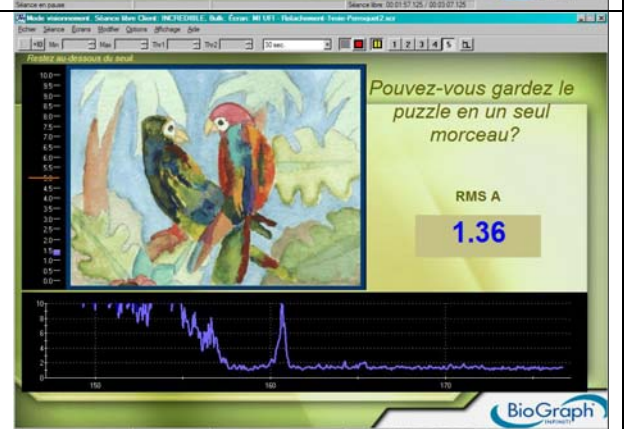 Séance en pause
Séance libre 00:01:57.125 / 00:03:07.125
Mode visionnement. Séance libre Client: INCREDIBLE, Bulk. Écran: M1 UFI - Relachement-1voie-Perroquet2.scr
Fichier Séance Écrans Modifier Options Affichage Aide
×10 Min Max Thr1 Thr2 30 sec. 1 2 3 4 5
Restez au-dessous du seuil
10.0
9.5
9.0
8.5
8.0
7.5
7.0
6.5
6.0
5.5
4.5
4.0
3.5
3.0
2.5
2.0
1.5
1.0
0.5
0.0
Pouvez-vous gardez le
puzzle en un seul
morceau?
RMS A
1.36
10
8
6
4
2
0
150 160 170
BioGraph
INFINITI